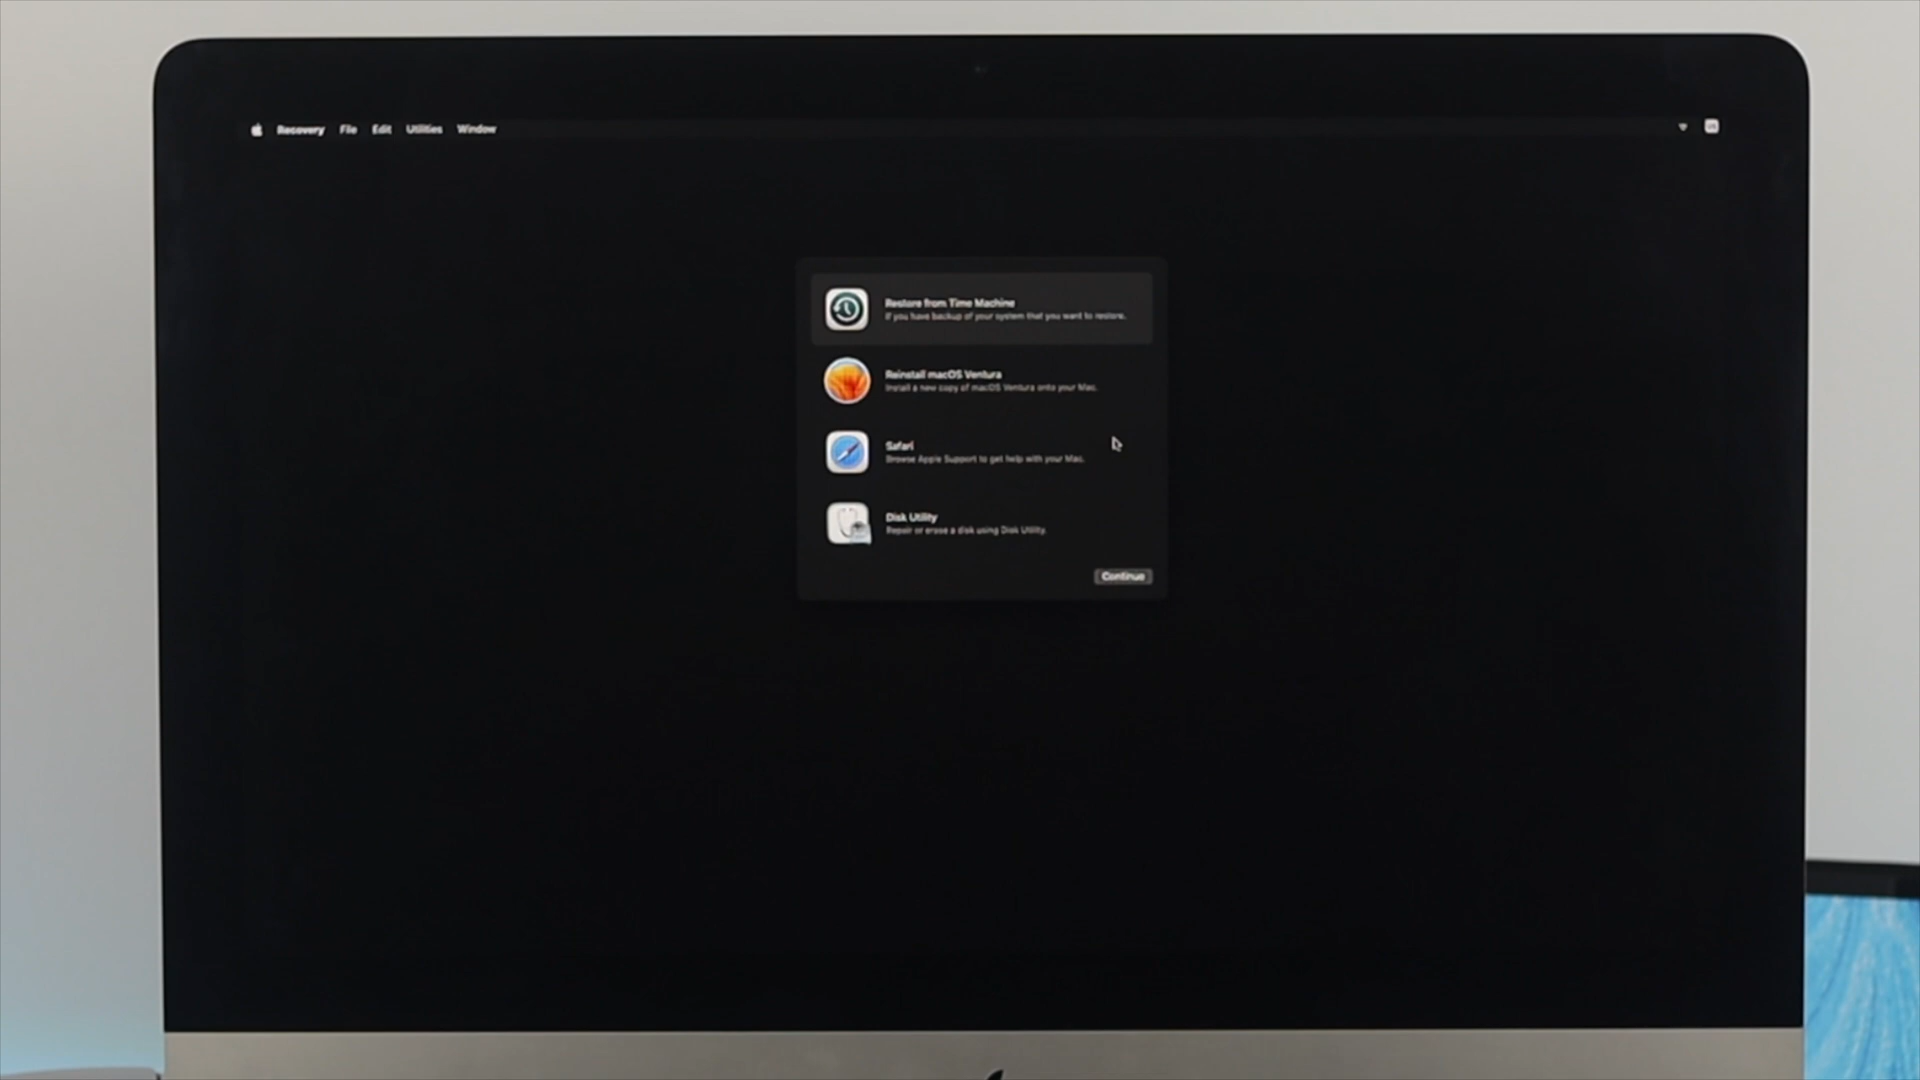 Recovery File Edit Utilities Window US
Restore from Time Machine
If you have backup of your system that you want to restore.
Reinstall macOS Ventura
Install a new copy of macOS Ventura onto your Mac.
Safari
Browse Apple Support to get help with your Mac.
Disk Utility
Repair or erase a disk using Disk Utility.
Continue